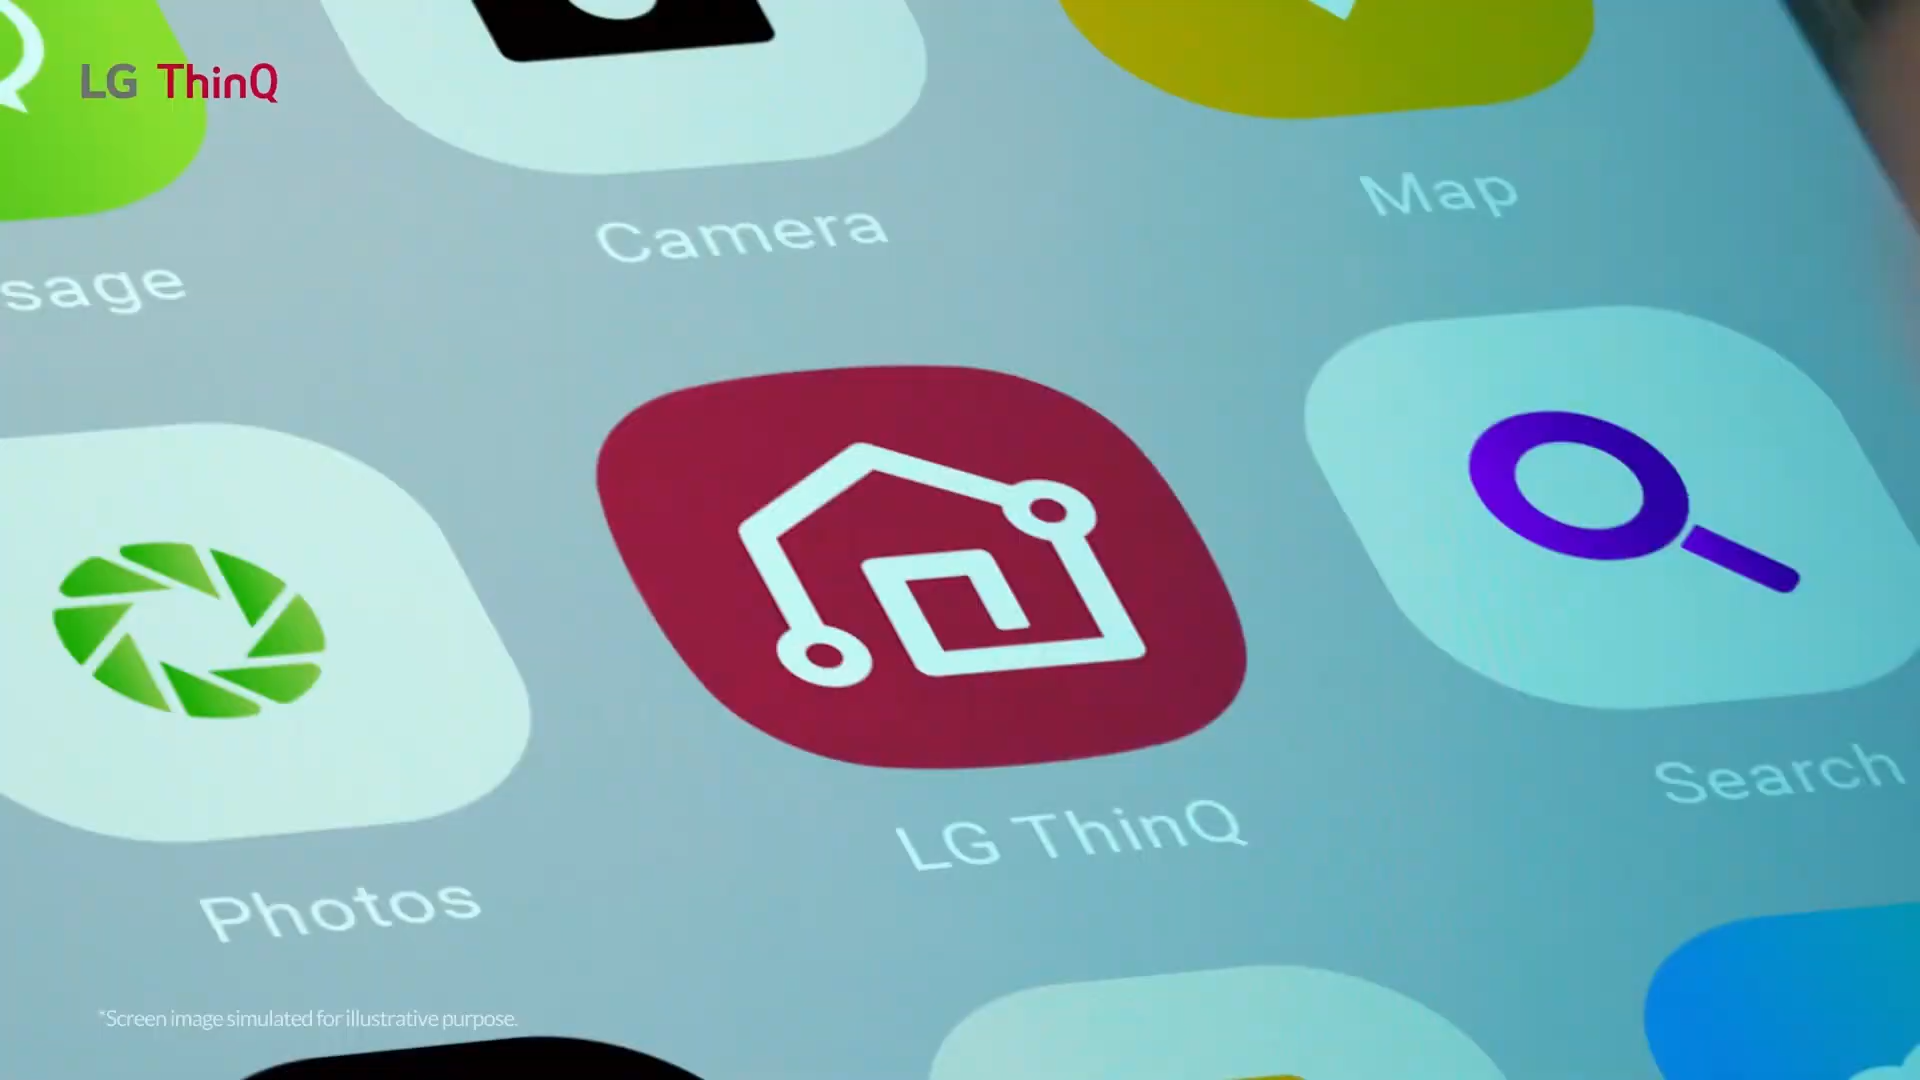 LG ThinQ
Camera
Map
sage
LG ThinQ
Search
Photos
*Screen image simulated for illustrative purpose.